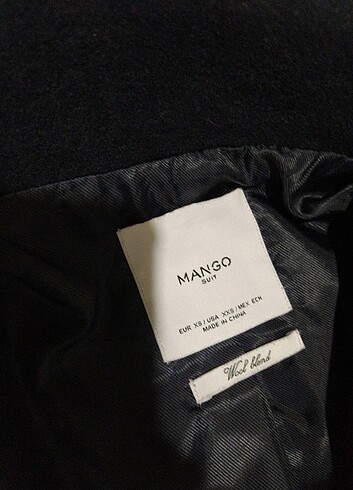 MANGO
SUIT
EUR XS / USA XXS / MEX ECH
MADE IN CHINA
Wool blend